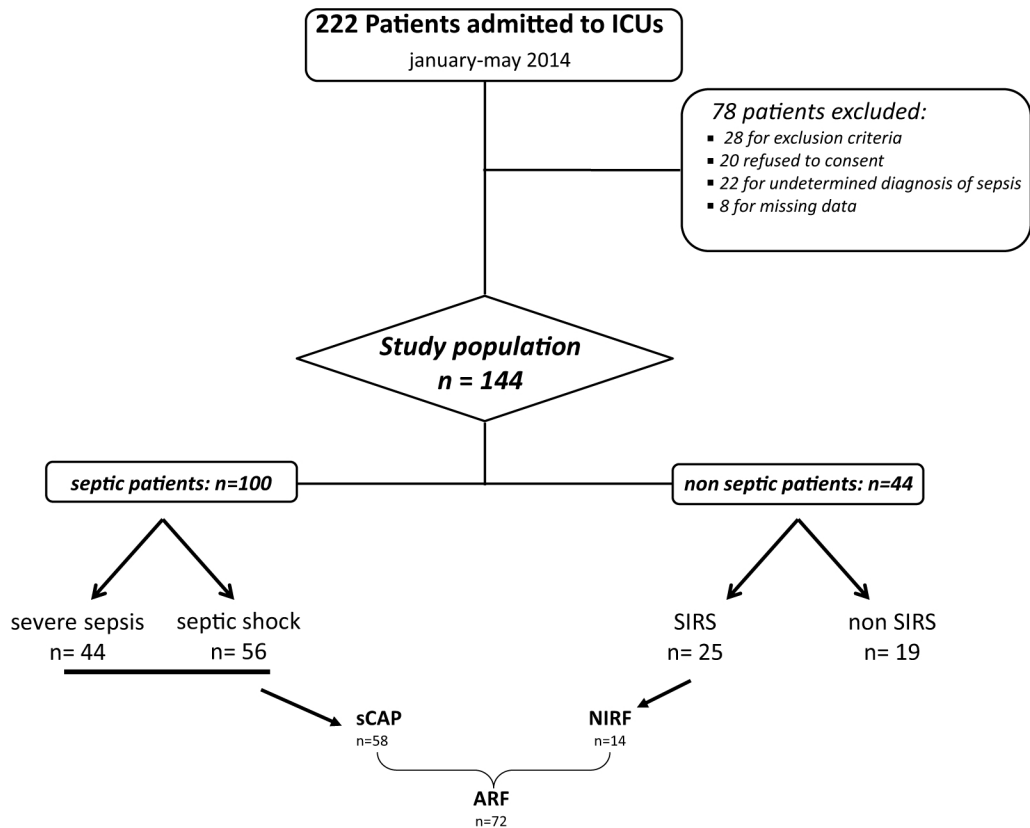 222 Patients admitted to ICUs
january-may 2014
78 patients excluded:
▪ 28 for exclusion criteria
▪ 20 refused to consent
▪ 22 for undetermined diagnosis of sepsis
▪ 8 for missing data
Study population
n = 144
septic patients: n=100
non septic patients: n=44
severe sepsis
n= 44
septic shock
n= 56
SIRS
n= 25
non SIRS
n= 19
sCAP
n=58
NIRF
n=14
ARF
n=72